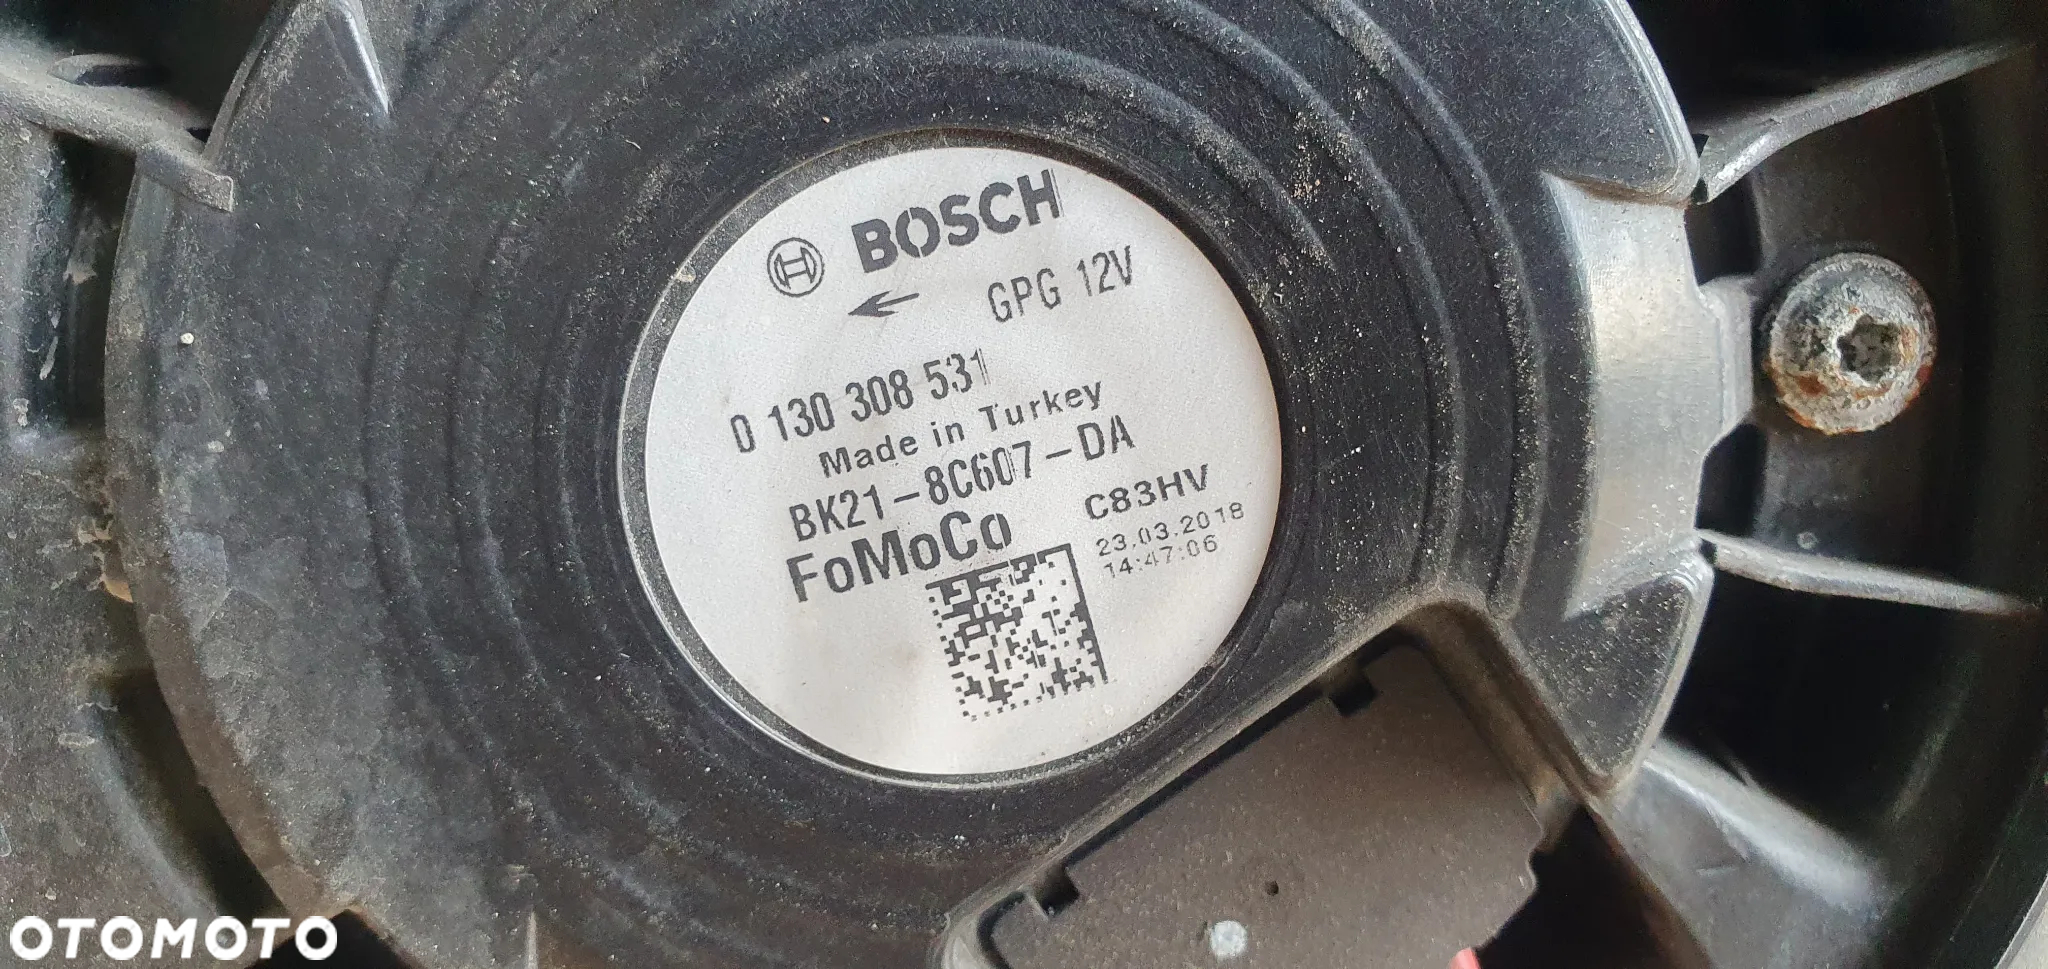 BOSCH
GPG 12V
0 130 308 531
Made in Turkey
BK21-8C607-DA
FoMoCo
C83HV
23.03.2018
14:47:06
OTOMOTO